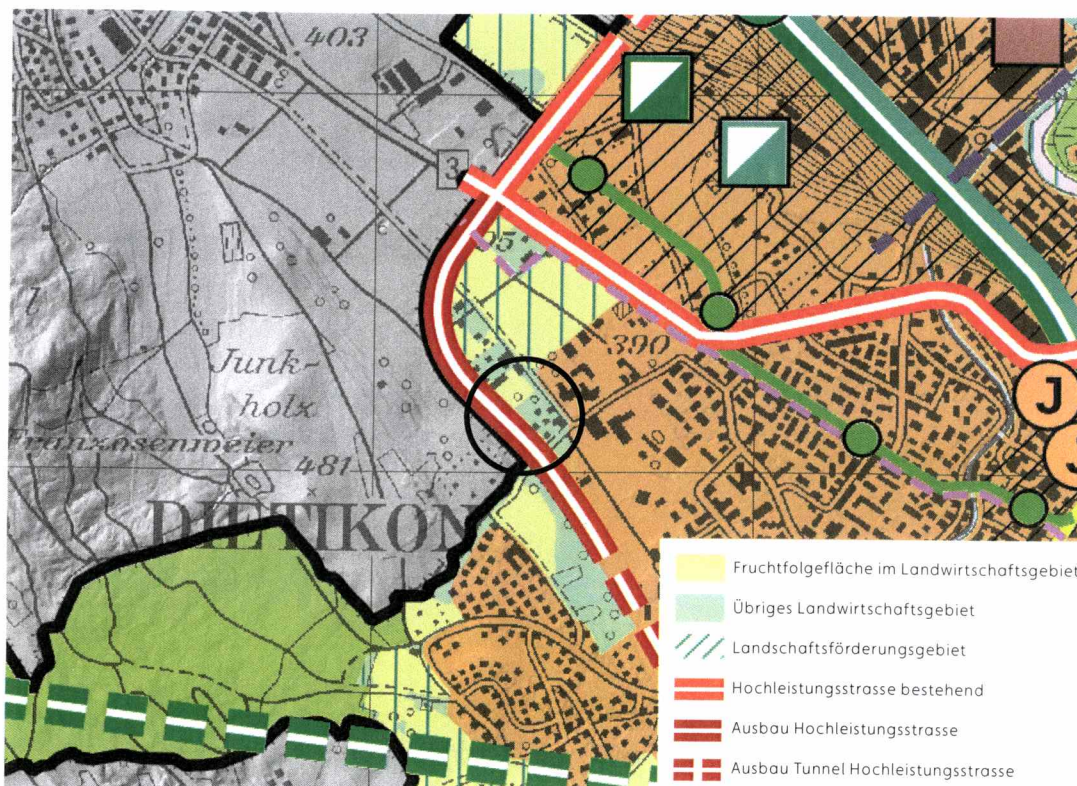 403
3
95
390
Junk-
holz
Franzosenmeier
481
DIETIKON
l
J
J
Fruchtfolgefläche im Landwirtschaftsgebiet
Übriges Landwirtschaftsgebiet
Landschaftsförderungsgebiet
Hochleistungsstrasse bestehend
Ausbau Hochleistungsstrasse
Ausbau Tunnel Hochleistungsstrasse